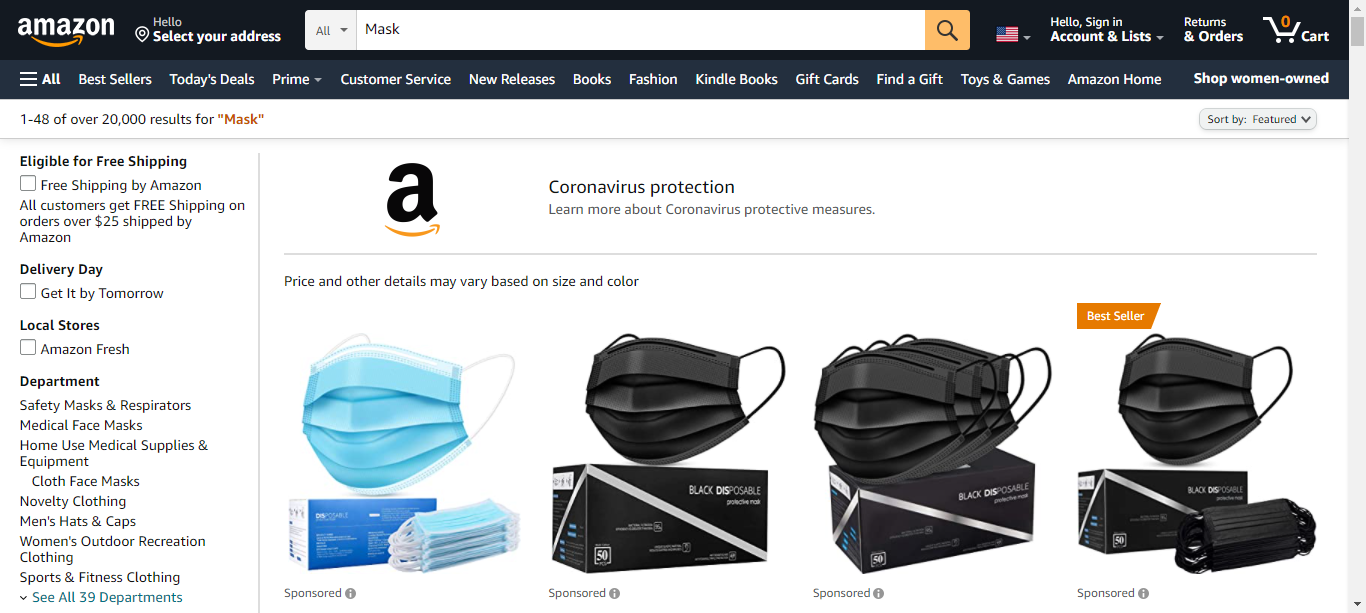 amazon
Hello
Select your address
All
Mask
Hello, Sign in
Account & Lists
Returns
& Orders
0
Cart
All
Best Sellers
Today's Deals
Prime
Customer Service
New Releases
Books
Fashion
Kindle Books
Gift Cards
Find a Gift
Toys & Games
Amazon Home
Shop women-owned
1-48 of over 20,000 results for "Mask"
Sort by: Featured
Eligible for Free Shipping
Free Shipping by Amazon
All customers get FREE Shipping on
orders over $25 shipped by
Amazon
Delivery Day
Get It by Tomorrow
Local Stores
Amazon Fresh
Department
Safety Masks & Respirators
Medical Face Masks
Home Use Medical Supplies &
Equipment
Cloth Face Masks
Novelty Clothing
Men's Hats & Caps
Women's Outdoor Recreation
Clothing
Sports & Fitness Clothing
See All 39 Departments
a
Coronavirus protection
Learn more about Coronavirus protective measures.
Price and other details may vary based on size and color
Best Seller
DISPOSABLE
BLACK DISPOSABLE
protective mask
50
BLACK DISPOSABLE
protective mask
50
BLACK DISPOSABLE
protective mask
50
Sponsored
Sponsored
Sponsored
Sponsored